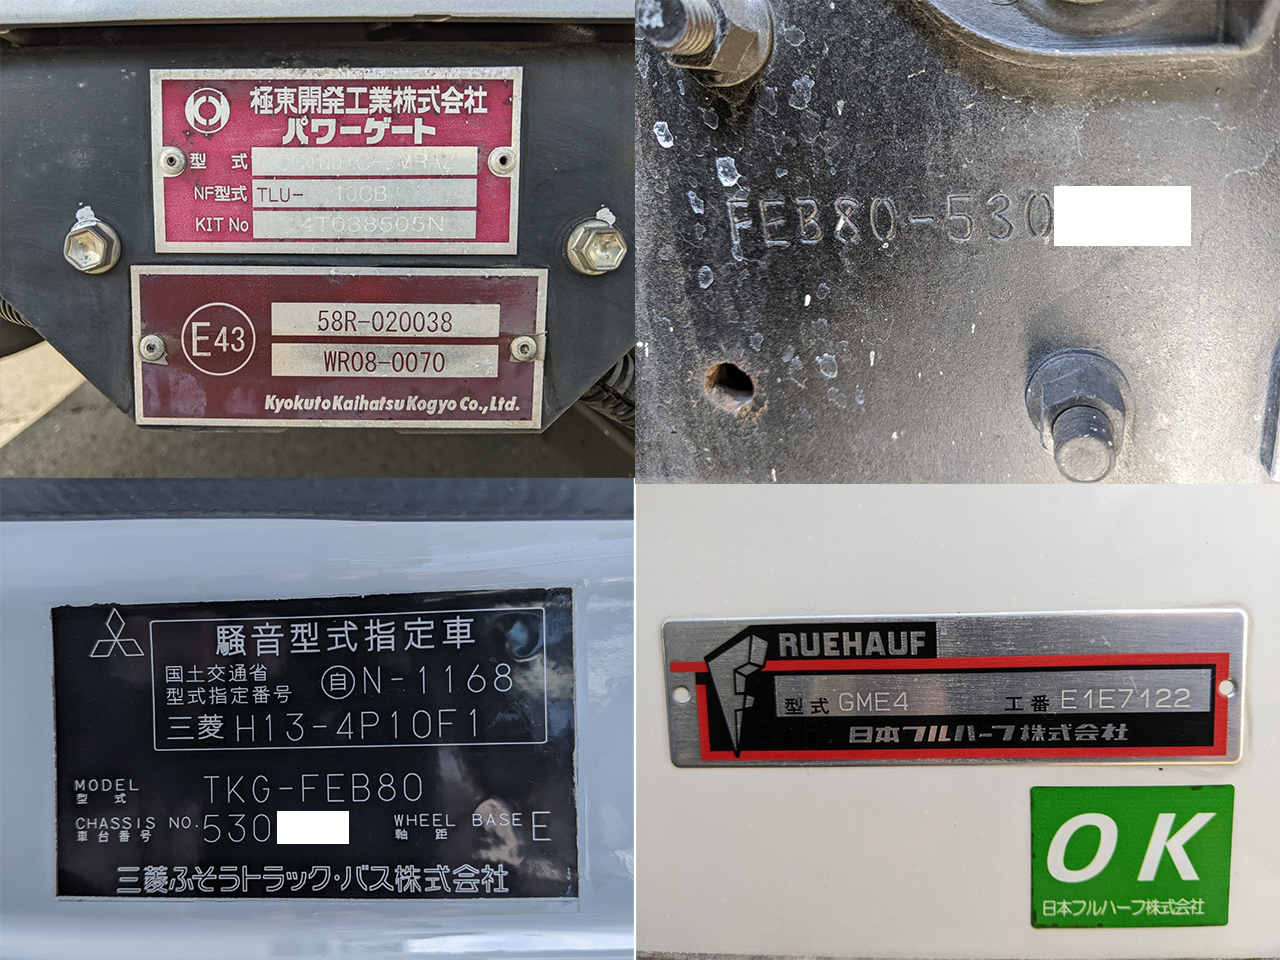 極東開発工業株式会社
パワーゲート
型 式
NF型式 TLU- 10CB
KIT No 4T538505N
E43
58R-020038
WR08-0070
Kyokuto Kaihatsu Kogyo Co.,Ltd.
FEB80-530
騒音型式指定車
国土交通省
型式指定番号 自N-1168
三菱 H13-4P10F1
MODEL
型 式
TKG-FEB80
CHASSIS NO.
車台番号
530
WHEEL BASE
軸 距
E
三菱ふそうトラック・バス株式会社
RUEHAUF
型式 GME4 工番 E1E7122
日本フルハーフ株式会社
OK
日本フルハーフ株式会社